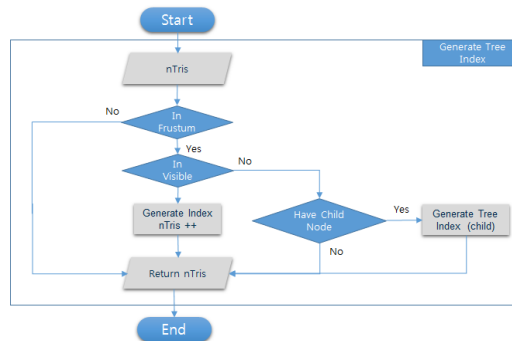 Start
Generate Tree
Index
nTris
No
In
Frustum
Yes
In
Visible
No
Generate Index
nTris ++
Have Child
Node
Yes
Generate Tree
Index (child)
No
Return nTris
End